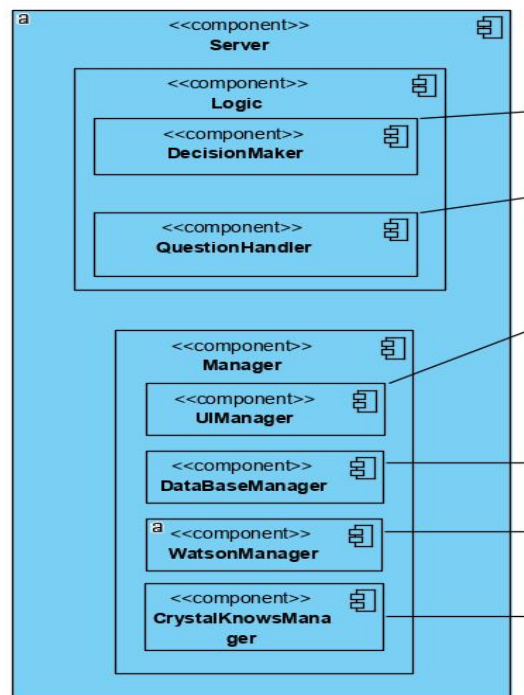 a
<<component>>
Server
<<component>>
Logic
<<component>>
DecisionMaker
<<component>>
QuestionHandler
<<component>>
Manager
<<component>>
UIManager
<<component>>
DataBaseManager
a
<<component>>
WatsonManager
<<component>>
CrystalKnowsMana
ger